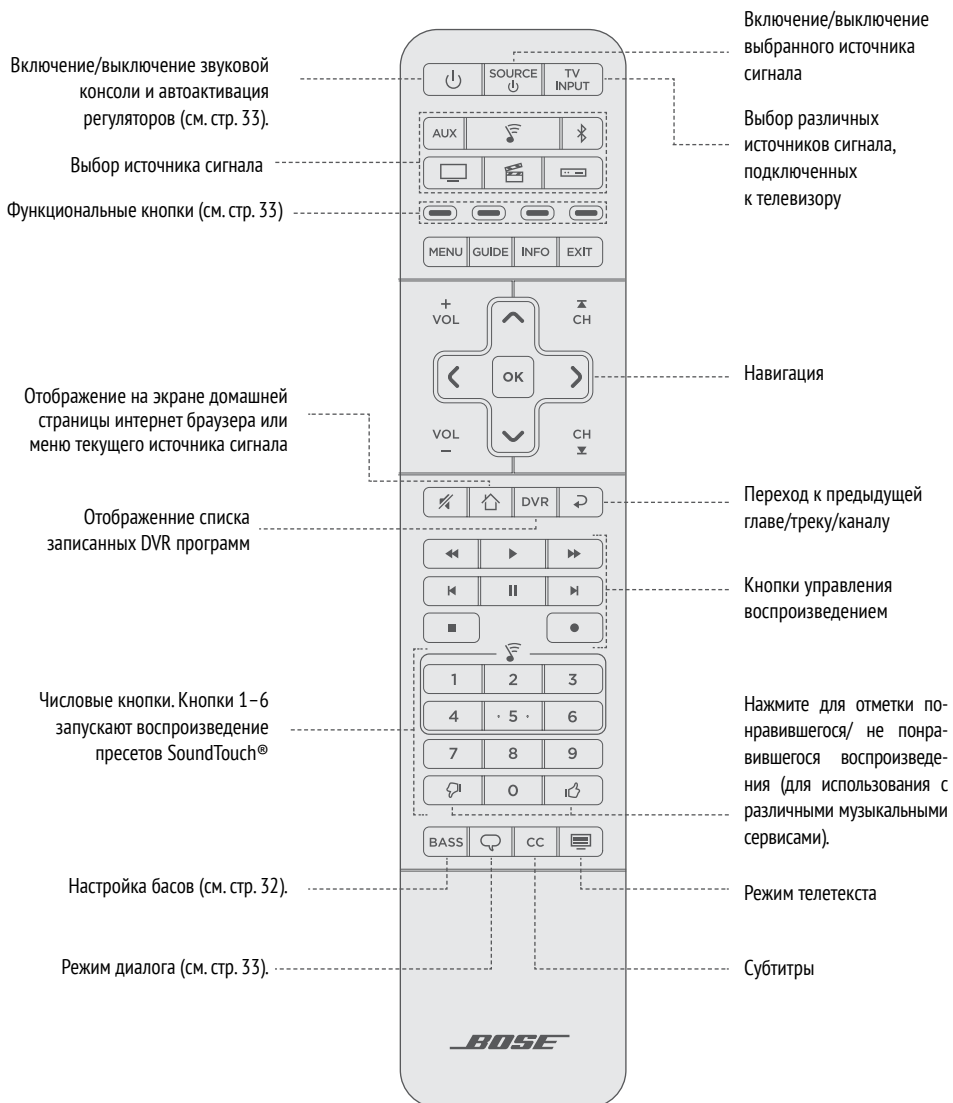 Включение/выключение
выбранного источника
сигнала
Включение/выключение звуковой
консоли и автоактивация
регуляторов (см. стр. 33).
SOURCE
TV
INPUT
Выбор различных
источников сигнала,
подключенных
к телевизору
AUX
Выбор источника сигнала
Функциональные кнопки (см. стр. 33)
MENU GUIDE INFO EXIT
+
VOL
CH
OK
Навигация
VOL
–
CH
Отображение на экране домашней
страницы интернет браузера или
меню текущего источника сигнала
DVR
Переход к предыдущей
главе/треку/каналу
Отображенние списка
записанных DVR программ
Кнопки управления
воспроизведением
1 2 3
4 · 5 · 6
7 8 9
0
Числовые кнопки. Кнопки 1–6
запускают воспроизведение
пресетов SoundTouch®
Нажмите для отметки по-
нравившегося/ не понра-
вившегося воспроизведе-
ния (для использования с
различными музыкальными
сервисами).
BASS CC
Настройка басов (см. стр. 32).
Режим телетекста
Режим диалога (см. стр. 33).
Субтитры
BOSE